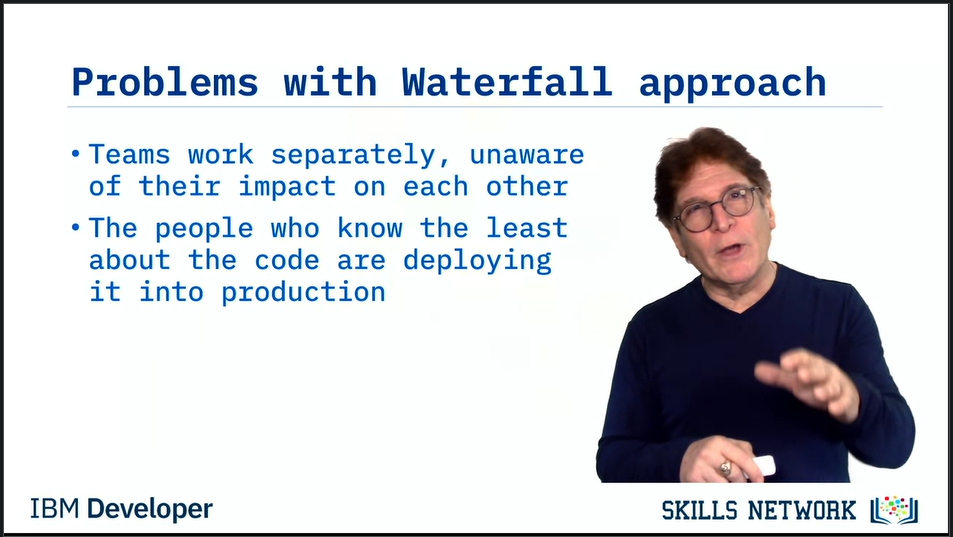 Problems with Waterfall approach
• Teams work separately, unaware
of their impact on each other
• The people who know the least
about the code are deploying
it into production
IBM Developer
SKILLS NETWORK